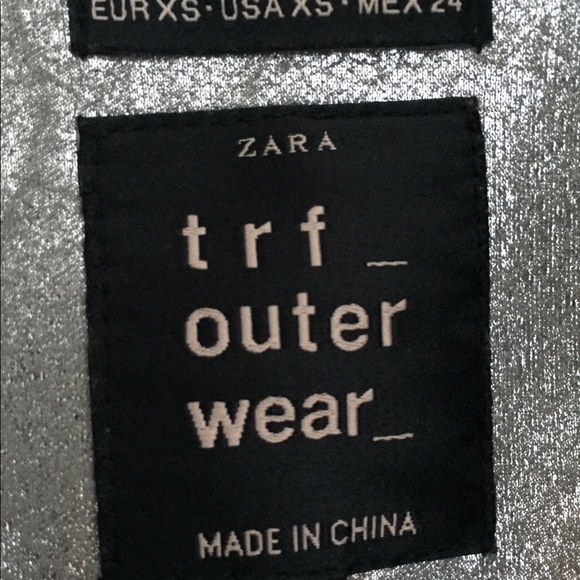 EUR XS · USA XS · MEX 24
ZARA
trf_
outer
wear_
MADE IN CHINA